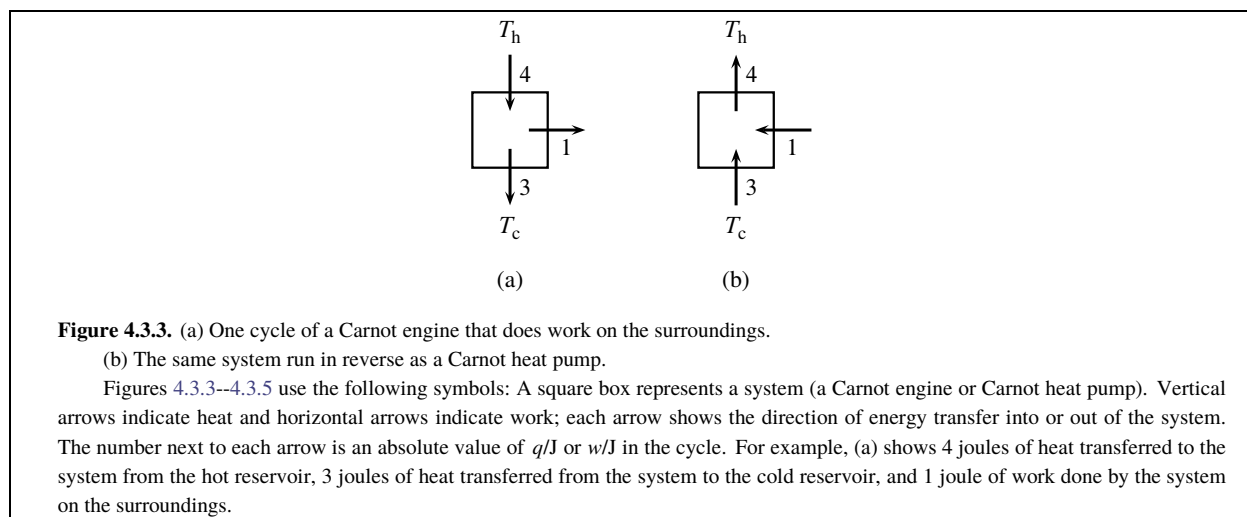 Th Th
4 4
1 1
3 3
Tc Tc
(a) (b)
Figure 4.3.3. (a) One cycle of a Carnot engine that does work on the surroundings.
(b) The same system run in reverse as a Carnot heat pump.
Figures 4.3.3--4.3.5 use the following symbols: A square box represents a system (a Carnot engine or Carnot heat pump). Vertical
arrows indicate heat and horizontal arrows indicate work; each arrow shows the direction of energy transfer into or out of the system.
The number next to each arrow is an absolute value of q/J or w/J in the cycle. For example, (a) shows 4 joules of heat transferred to the
system from the hot reservoir, 3 joules of heat transferred from the system to the cold reservoir, and 1 joule of work done by the system
on the surroundings.